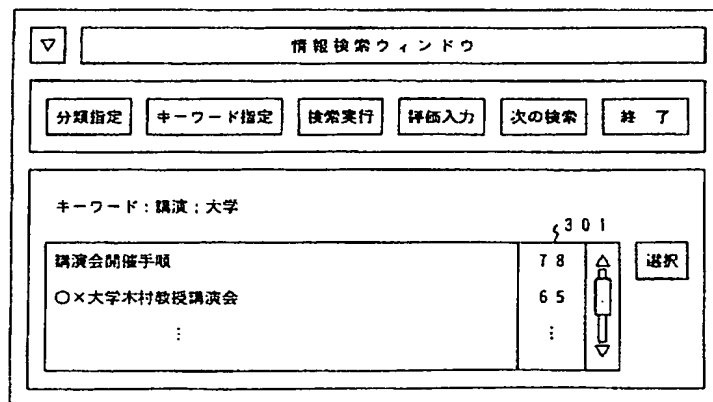 ▽ 情報検索ウィンドウ
分類指定 キーワード指定 検索実行 評価入力 次の検索 終 了
キーワード：講演；大学
301
講演会開催手順 78 選択
○×大学木村教授講演会 65
⋮ ⋮